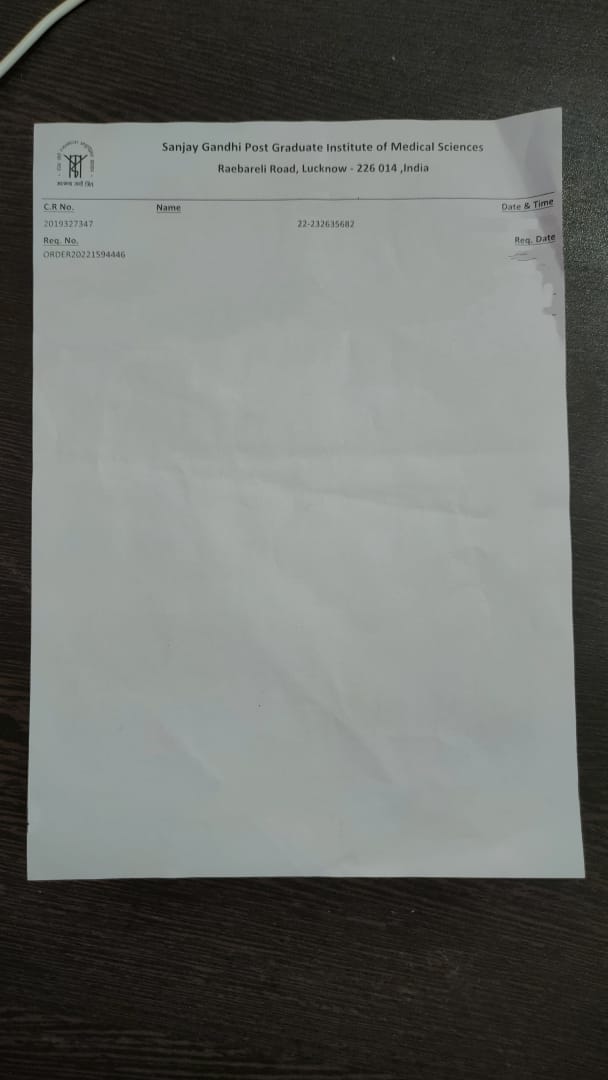 Sanjay Gandhi Post Graduate Institute of Medical Sciences
Raebareli Road, Lucknow - 226 014 ,India
C.R No. Name Date & Time
2019327347 22-232635682
Req. No. Req. Date
ORDER20221594446